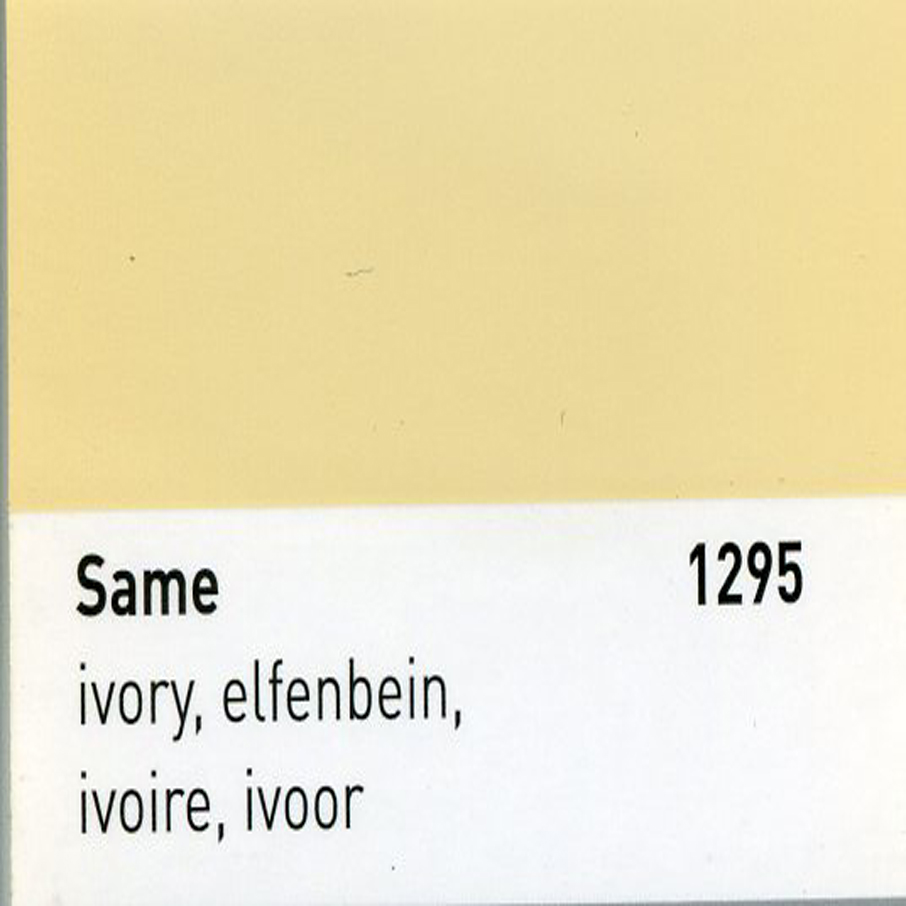 Same 1295
ivory, elfenbein,
ivoire, ivoor